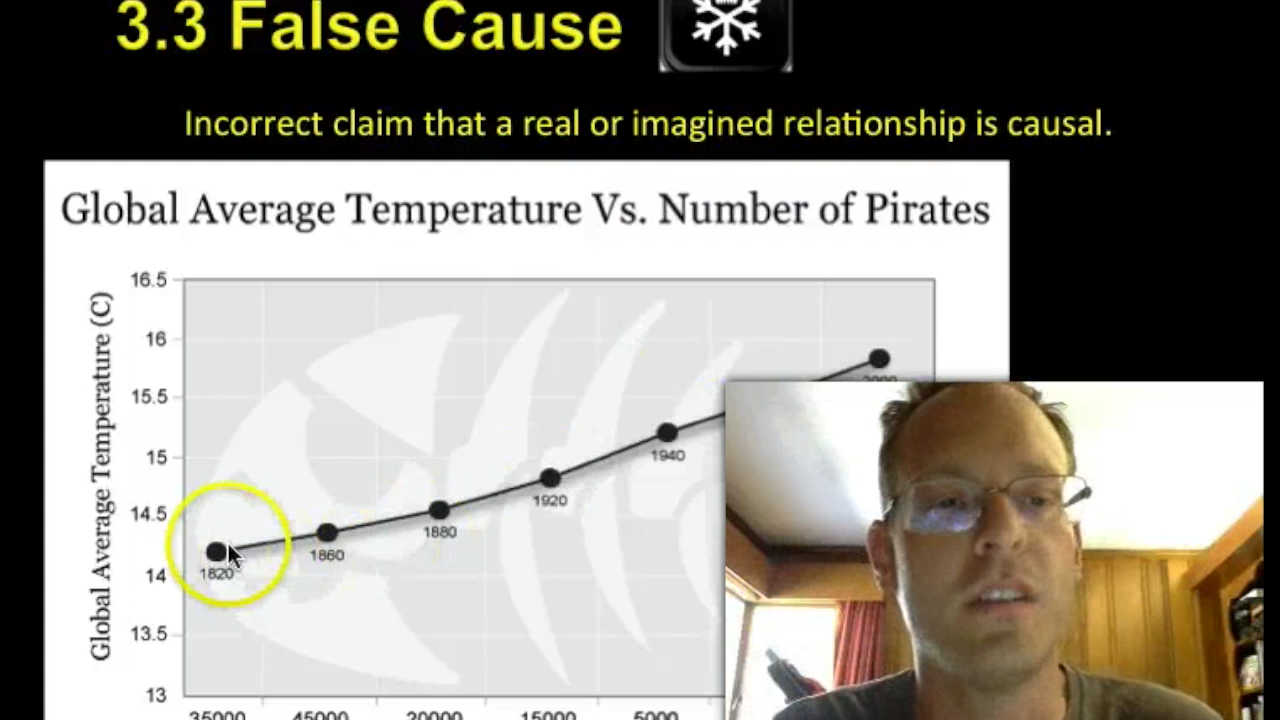 3.3 False Cause
Incorrect claim that a real or imagined relationship is causal.
Global Average Temperature Vs. Number of Pirates
Global Average Temperature (C)
16.5
16
15.5
15
14.5
14
13.5
13
1820
1860
1880
1920
1940
2000
35000 45000 20000 15000 5000